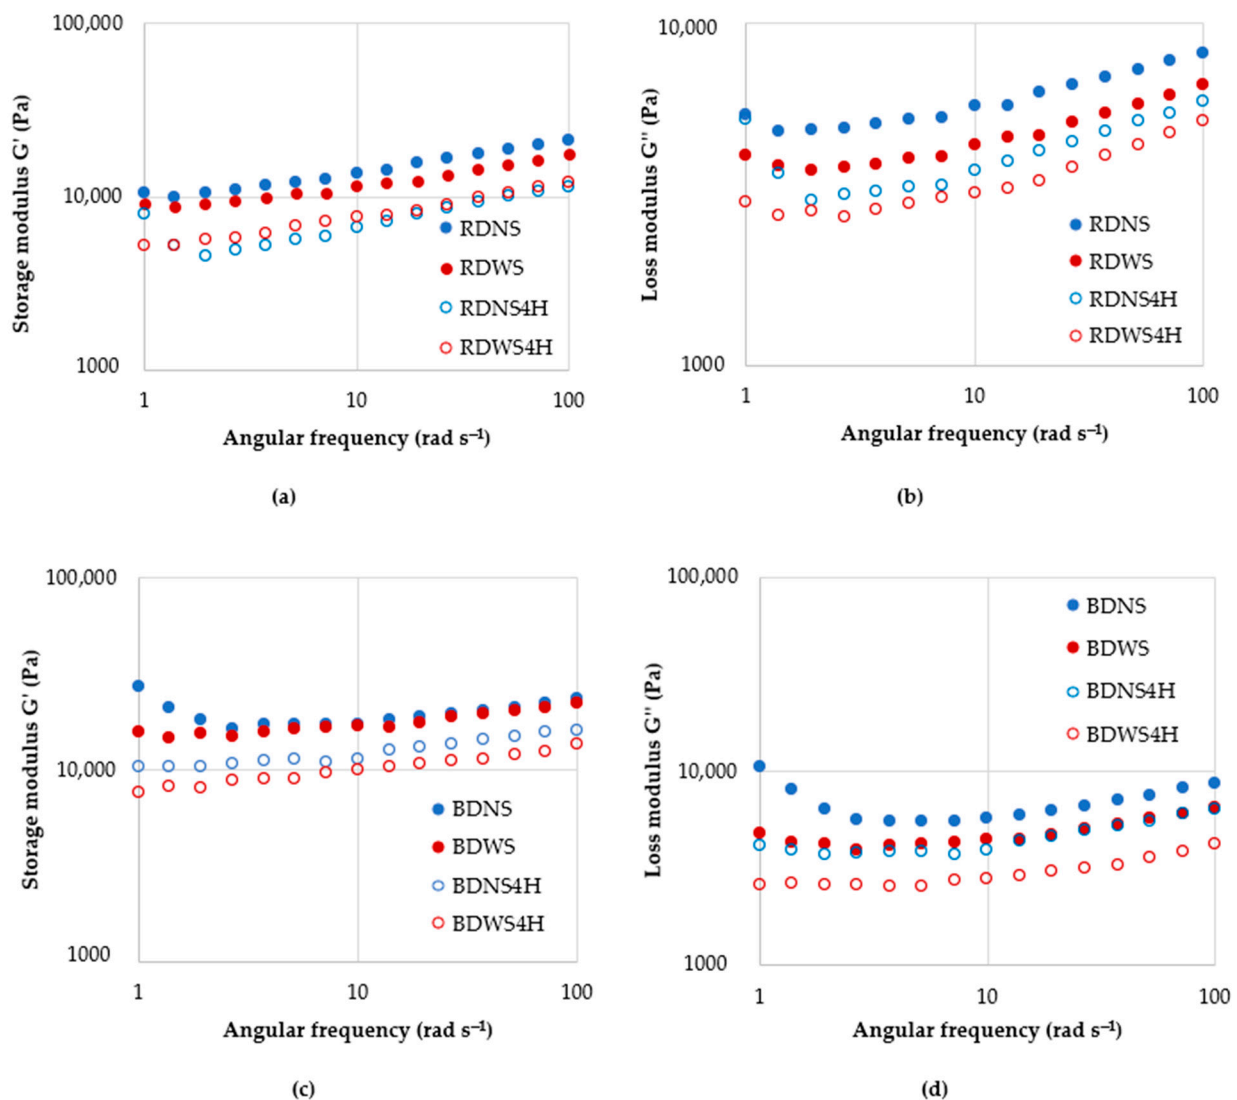 100,000
10,000
1000
Storage modulus G' (Pa)
RDNS
RDWS
RDNS4H
RDWS4H
1 10 100
Angular frequency (rad s⁻¹)
(a)
10,000
1000
Loss modulus G'' (Pa)
RDNS
RDWS
RDNS4H
RDWS4H
1 10 100
Angular frequency (rad s⁻¹)
(b)
100,000
10,000
1000
Storage modulus G' (Pa)
BDNS
BDWS
BDNS4H
BDWS4H
1 10 100
Angular frequency (rad s⁻¹)
(c)
100,000
10,000
1000
Loss modulus G'' (Pa)
BDNS
BDWS
BDNS4H
BDWS4H
1 10 100
Angular frequency (rad s⁻¹)
(d)